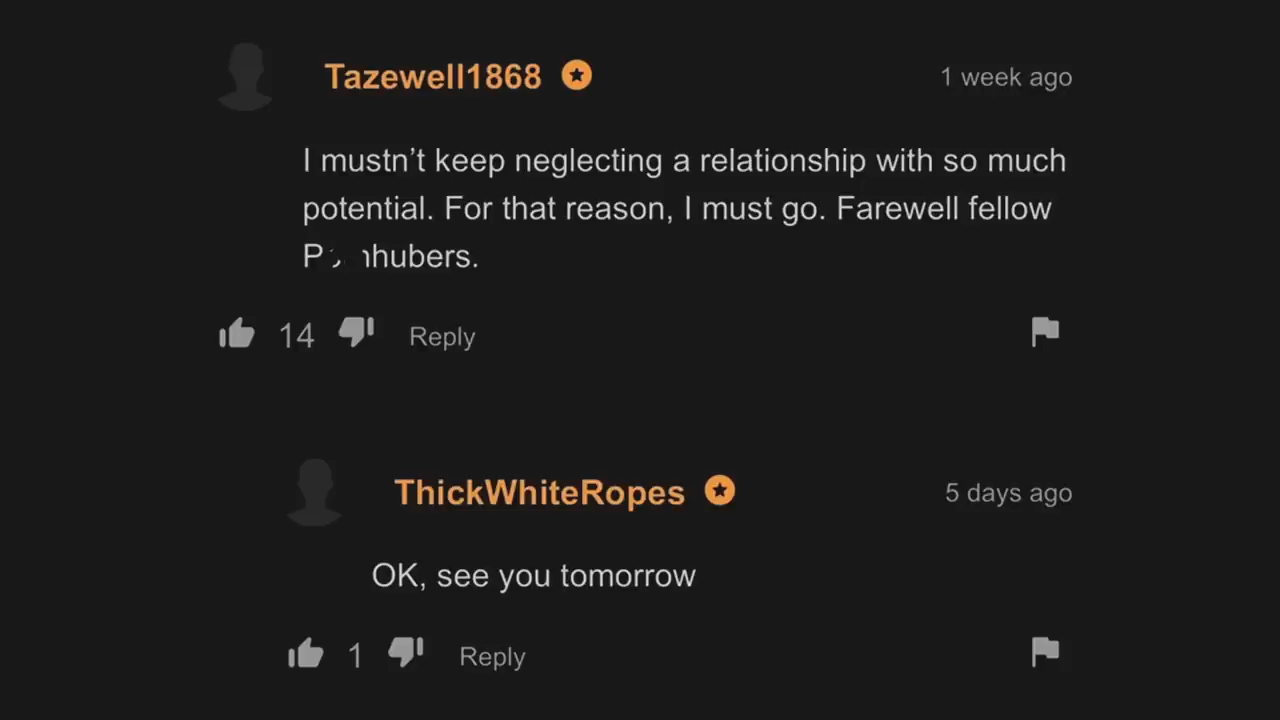 Tazewell1868
1 week ago
I mustn’t keep neglecting a relationship with so much
potential. For that reason, I must go. Farewell fellow
14
Reply
ThickWhiteRopes
5 days ago
OK, see you tomorrow
1
Reply